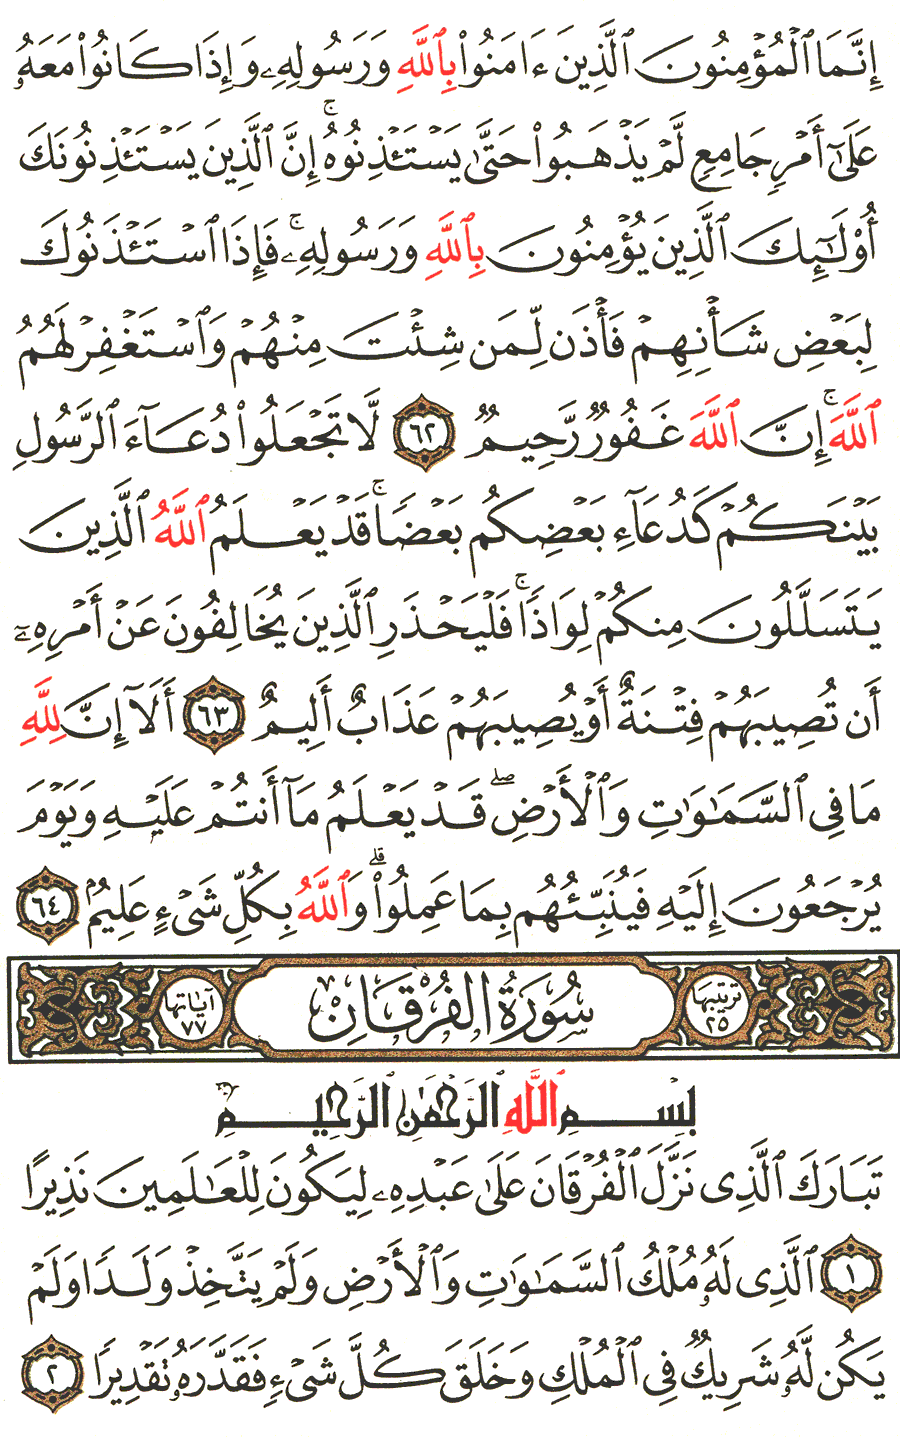 إِنَّمَا ٱلْمُؤْمِنُونَ ٱلَّذِينَ ءَامَنُوا۟ بِٱللَّهِ وَرَسُولِهِۦ وَإِذَا كَانُوا۟ مَعَهُۥ
عَلَىٰٓ أَمْرٍ جَامِعٍ لَّمْ يَذْهَبُوا۟ حَتَّىٰ يَسْتَـْٔذِنُوهُ ۚ إِنَّ ٱلَّذِينَ يَسْتَـْٔذِنُونَكَ
أُو۟لَـٰٓئِكَ ٱلَّذِينَ يُؤْمِنُونَ بِٱللَّهِ وَرَسُولِهِۦ ۚ فَإِذَا ٱسْتَـْٔذَنُوكَ
لِبَعْضِ شَأْنِهِمْ فَأْذَن لِّمَن شِئْتَ مِنْهُمْ وَٱسْتَغْفِرْ لَهُمُ
ٱللَّهَ ۚ إِنَّ ٱللَّهَ غَفُورٌ رَّحِيمٌ ٦٢ لَّا تَجْعَلُوا۟ دُعَآءَ ٱلرَّسُولِ
بَيْنَكُمْ كَدُعَآءِ بَعْضِكُم بَعْضًا ۚ قَدْ يَعْلَمُ ٱللَّهُ ٱلَّذِينَ
يَتَسَلَّلُونَ مِنكُمْ لِوَاذًا ۚ فَلْيَحْذَرِ ٱلَّذِينَ يُخَالِفُونَ عَنْ أَمْرِهِۦٓ
أَن تُصِيبَهُمْ فِتْنَةٌ أَوْ يُصِيبَهُمْ عَذَابٌ أَلِيمٌ ٦٣ أَلَآ إِنَّ لِلَّهِ
مَا فِى ٱلسَّمَـٰوَٰتِ وَٱلْأَرْضِ ۖ قَدْ يَعْلَمُ مَآ أَنتُمْ عَلَيْهِ وَيَوْمَ
يُرْجَعُونَ إِلَيْهِ فَيُنَبِّئُهُم بِمَا عَمِلُوا۟ ۗ وَٱللَّهُ بِكُلِّ شَىْءٍ عَلِيمٌۢ ٦٤
ترتيبها ٢٥ سُورَةُ الْفُرْقَانِ آياتها ٧٧
بِسْمِ ٱللَّهِ ٱلرَّحْمَـٰنِ ٱلرَّحِيمِ
تَبَارَكَ ٱلَّذِى نَزَّلَ ٱلْفُرْقَانَ عَلَىٰ عَبْدِهِۦ لِيَكُونَ لِلْعَـٰلَمِينَ نَذِيرًا
١ ٱلَّذِى لَهُۥ مُلْكُ ٱلسَّمَـٰوَٰتِ وَٱلْأَرْضِ وَلَمْ يَتَّخِذْ وَلَدًا وَلَمْ
يَكُن لَّهُۥ شَرِيكٌ فِى ٱلْمُلْكِ وَخَلَقَ كُلَّ شَىْءٍ فَقَدَّرَهُۥ تَقْدِيرًا ٢